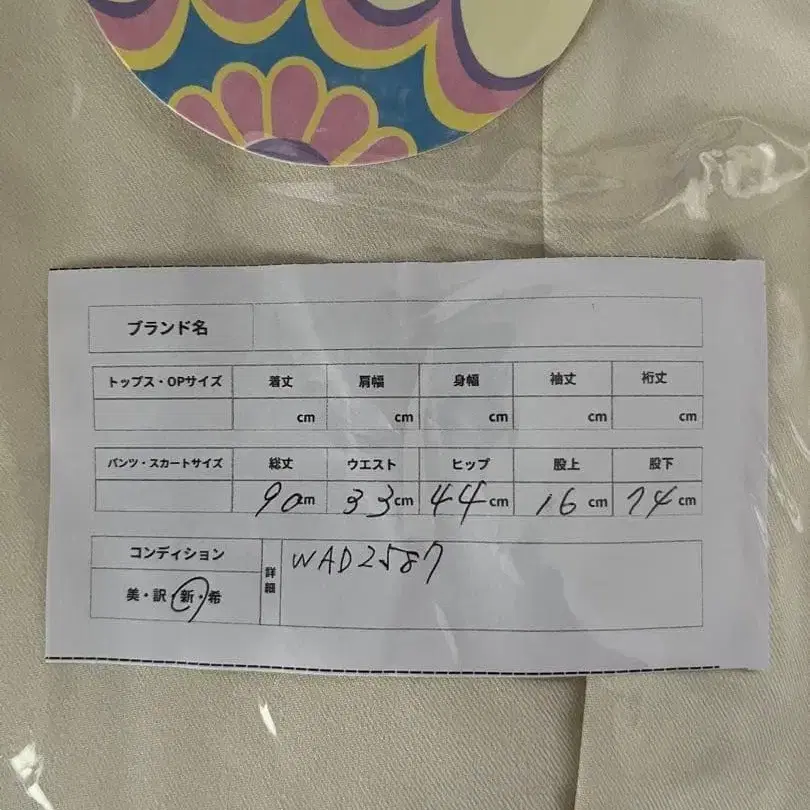 ブランド名
トップス・OPサイズ 着丈 肩幅 身幅 袖丈 裄丈
cm cm cm cm cm
パンツ・スカートサイズ 総丈 ウエスト ヒップ 股上 股下
90cm 33cm 44cm 16cm 74cm
コンディション 詳細 WAD2587
美・訳・新・希